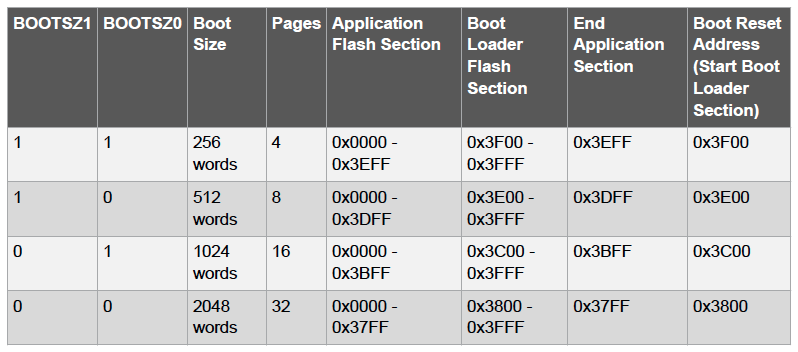 BOOTSZ1 BOOTSZ0 Boot Size Pages Application Flash Section Boot Loader Flash Section End Application Section Boot Reset Address (Start Boot Loader Section)
1 1 256 words 4 0x0000 - 0x3EFF 0x3F00 - 0x3FFF 0x3EFF 0x3F00
1 0 512 words 8 0x0000 - 0x3DFF 0x3E00 - 0x3FFF 0x3DFF 0x3E00
0 1 1024 words 16 0x0000 - 0x3BFF 0x3C00 - 0x3FFF 0x3BFF 0x3C00
0 0 2048 words 32 0x0000 - 0x37FF 0x3800 - 0x3FFF 0x37FF 0x3800